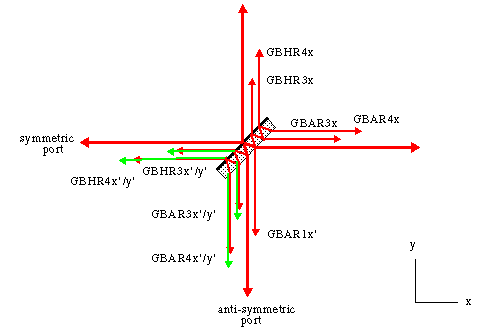 GBHR4x
GBHR3x
GBAR3x
GBAR4x
symmetric
port
GBHR3x'/y'
GBHR4x'/y'
GBAR3x'/y'
GBAR1x'
GBAR4x'/y'
anti-symmetric
port
y
x